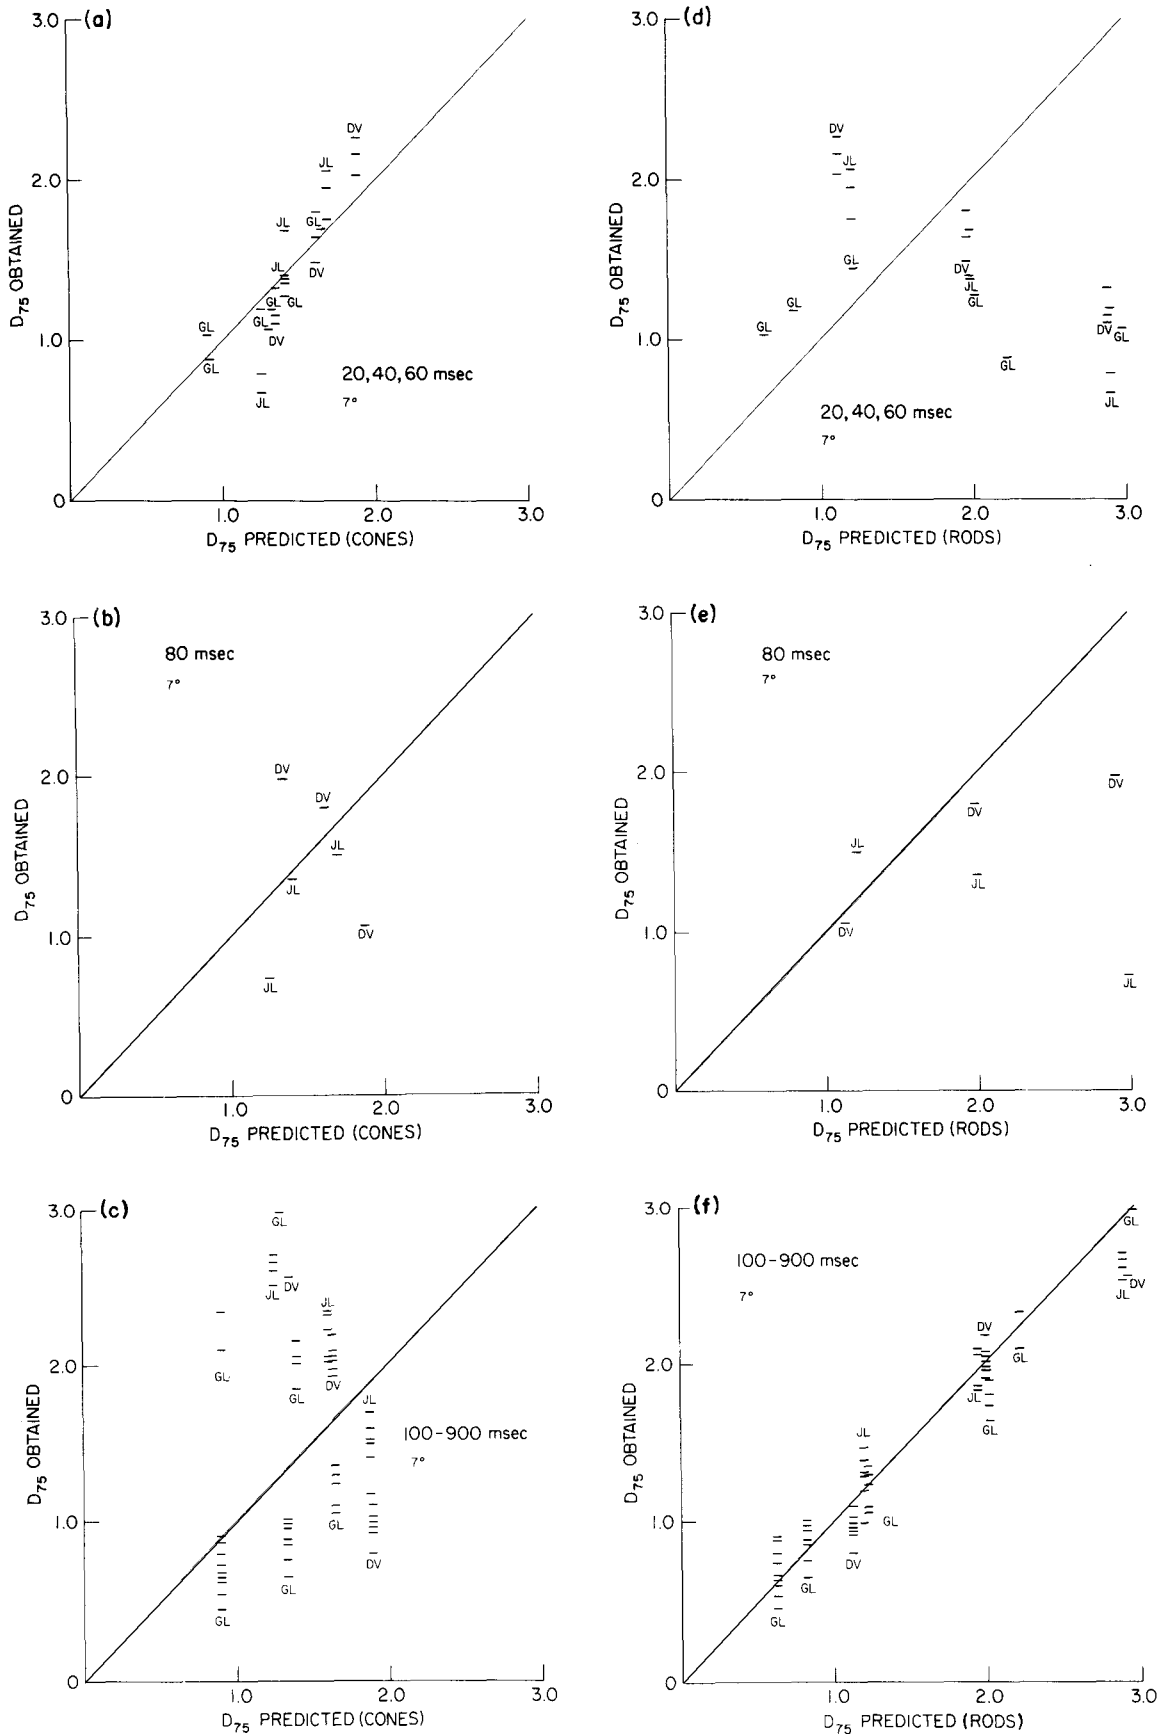 (a)
3.0
2.0
1.0
0
D75 OBTAINED
DV
JL
JL
GL
JL
DV
GL
GL
GL
GL
DV
GL
JL
20,40,60 msec
7°
1.0
2.0
3.0
D75 PREDICTED (CONES)
(d)
3.0
2.0
1.0
0
D75 OBTAINED
DV
JL
GL
DV
JL
GL
GL
GL
DV
GL
GL
JL
20,40,60 msec
7°
1.0
2.0
3.0
D75 PREDICTED (RODS)
(b)
3.0
2.0
1.0
0
D75 OBTAINED
80 msec
7°
DV
DV
JL
JL
DV
JL
1.0
2.0
3.0
D75 PREDICTED (CONES)
(e)
3.0
2.0
1.0
0
D75 OBTAINED
80 msec
7°
DV
DV
JL
JL
DV
JL
1.0
2.0
3.0
D75 PREDICTED (RODS)
(c)
3.0
2.0
1.0
0
D75 OBTAINED
GL
DV
JL
JL
GL
DV
GL
JL
100-900 msec
7°
GL
DV
GL
GL
1.0
2.0
3.0
D75 PREDICTED (CONES)
(f)
3.0
2.0
1.0
0
D75 OBTAINED
100-900 msec
7°
GL
DV
JL
DV
GL
JL
GL
JL
GL
DV
GL
GL
1.0
2.0
3.0
D75 PREDICTED (RODS)